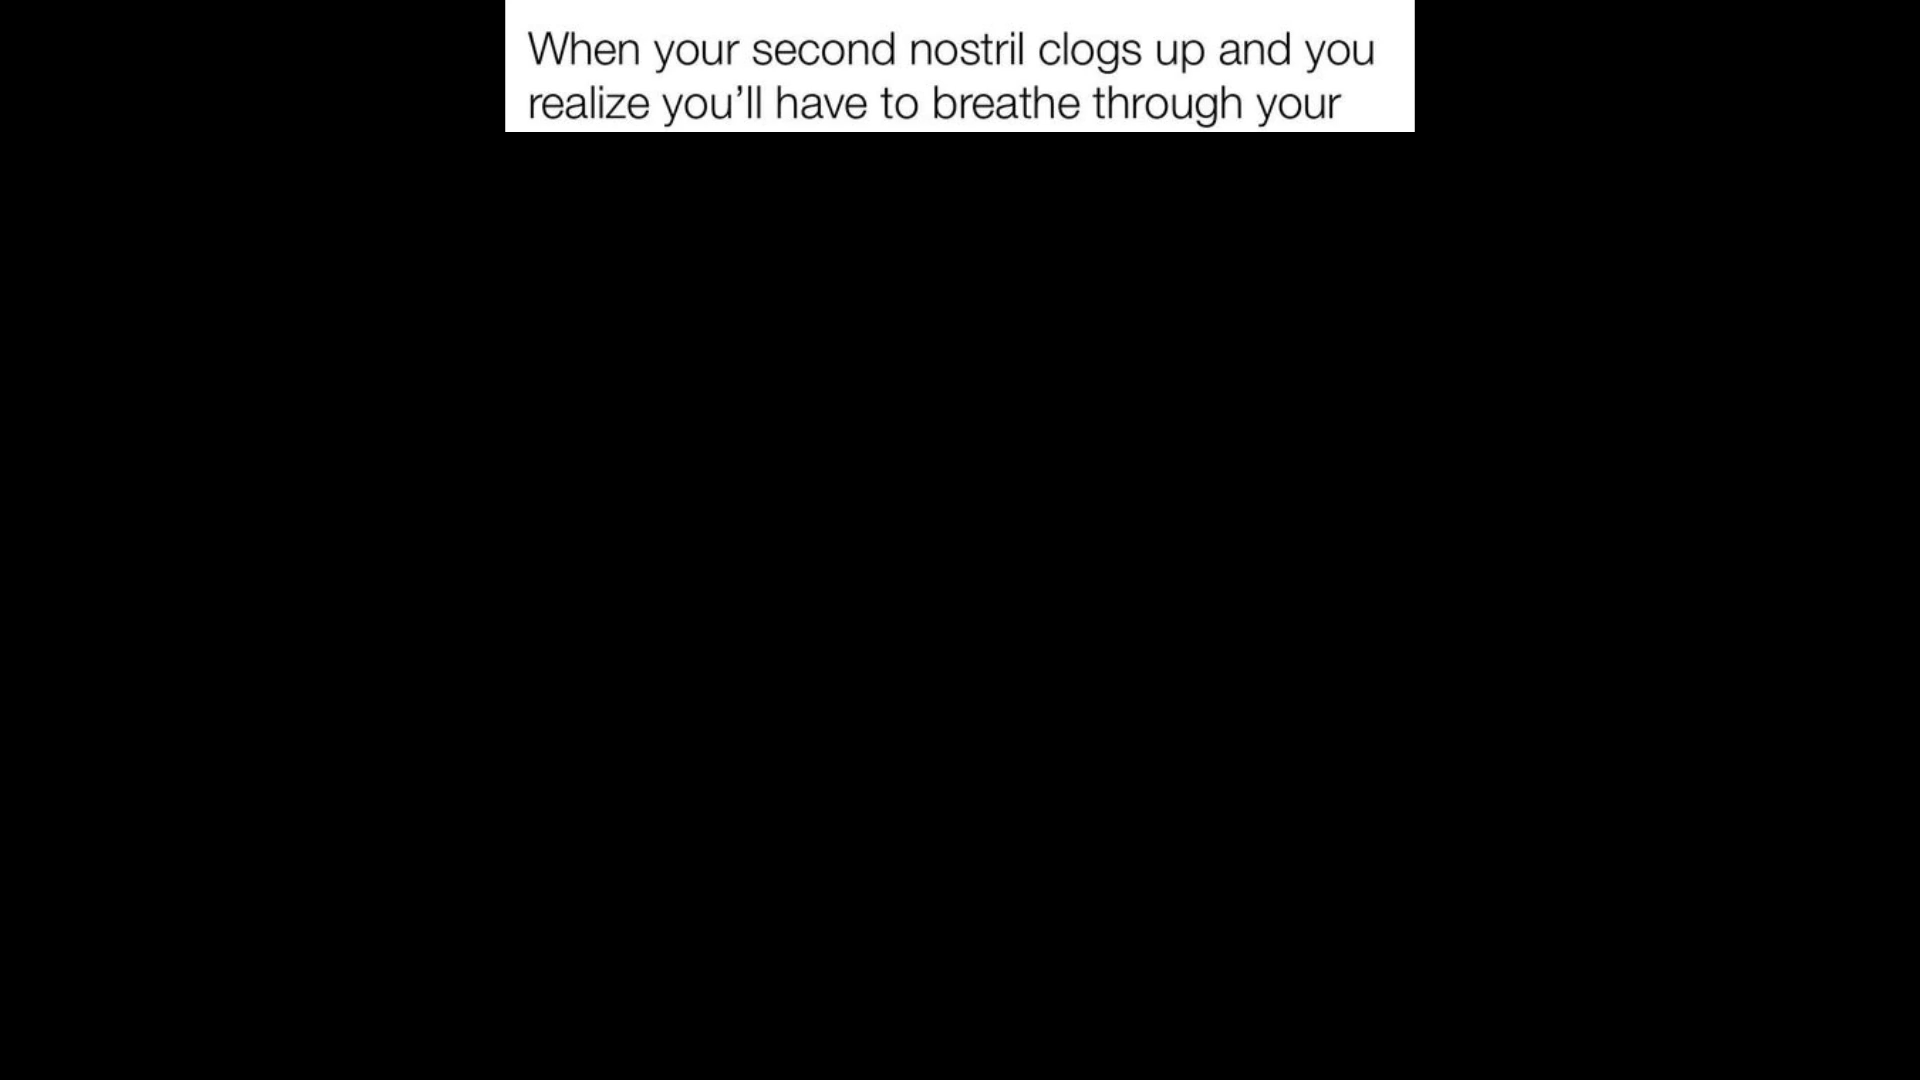 When your second nostril clogs up and you
realize you’ll have to breathe through your